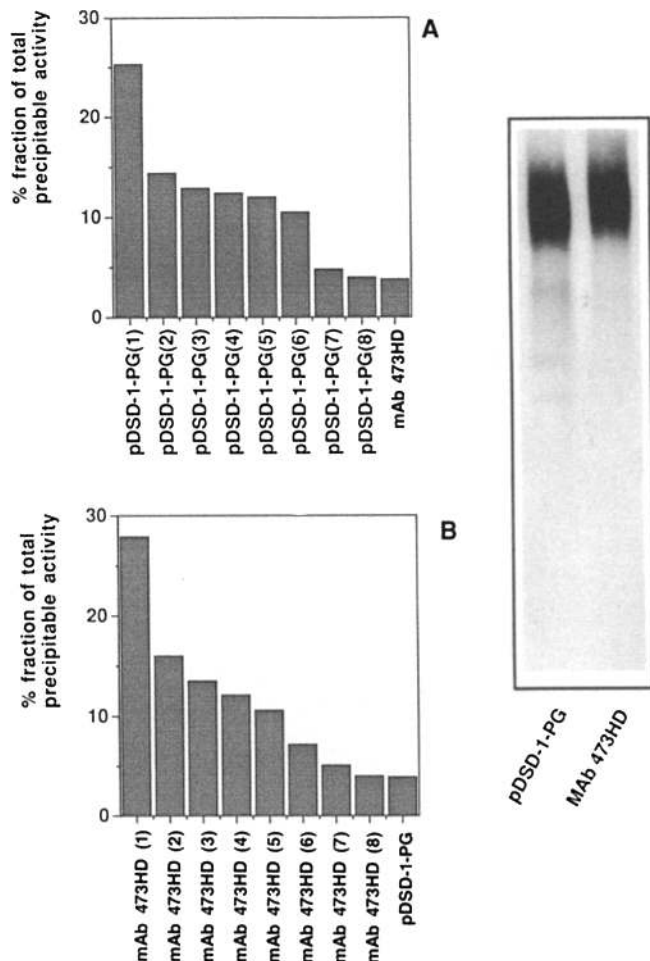 A
% fraction of total
precipitable activity
30
20
10
0
pDSD-1-PG(1)
pDSD-1-PG(2)
pDSD-1-PG(3)
pDSD-1-PG(4)
pDSD-1-PG(5)
pDSD-1-PG(6)
pDSD-1-PG(7)
pDSD-1-PG(8)
mAb 473HD
B
% fraction of total
precipitable activity
30
20
10
0
mAb 473HD (1)
mAb 473HD (2)
mAb 473HD (3)
mAb 473HD (4)
mAb 473HD (5)
mAb 473HD (6)
mAb 473HD (7)
mAb 473HD (8)
pDSD-1-PG
pDSD-1-PG
MAb 473HD